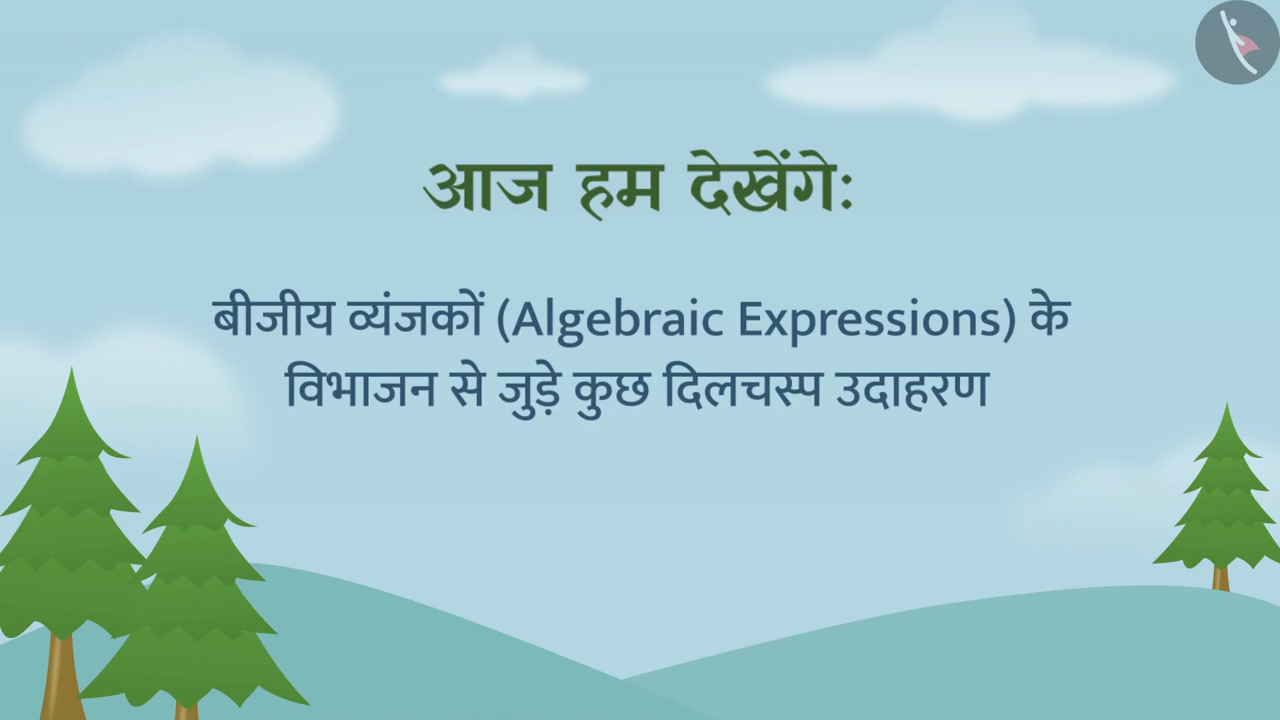 आज हम देखेंगे:
बीजीय व्यंजकों (Algebraic Expressions) के
विभाजन से जुड़े कुछ दिलचस्प उदाहरण